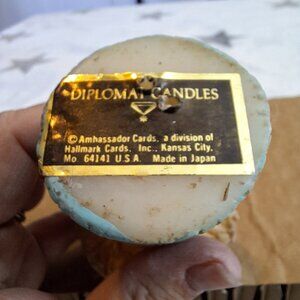 DIPLOMAT CANDLES
© Ambassador Cards, a division of
Hallmark Cards, Inc., Kansas City,
Mo 64141 U.S.A. Made in Japan